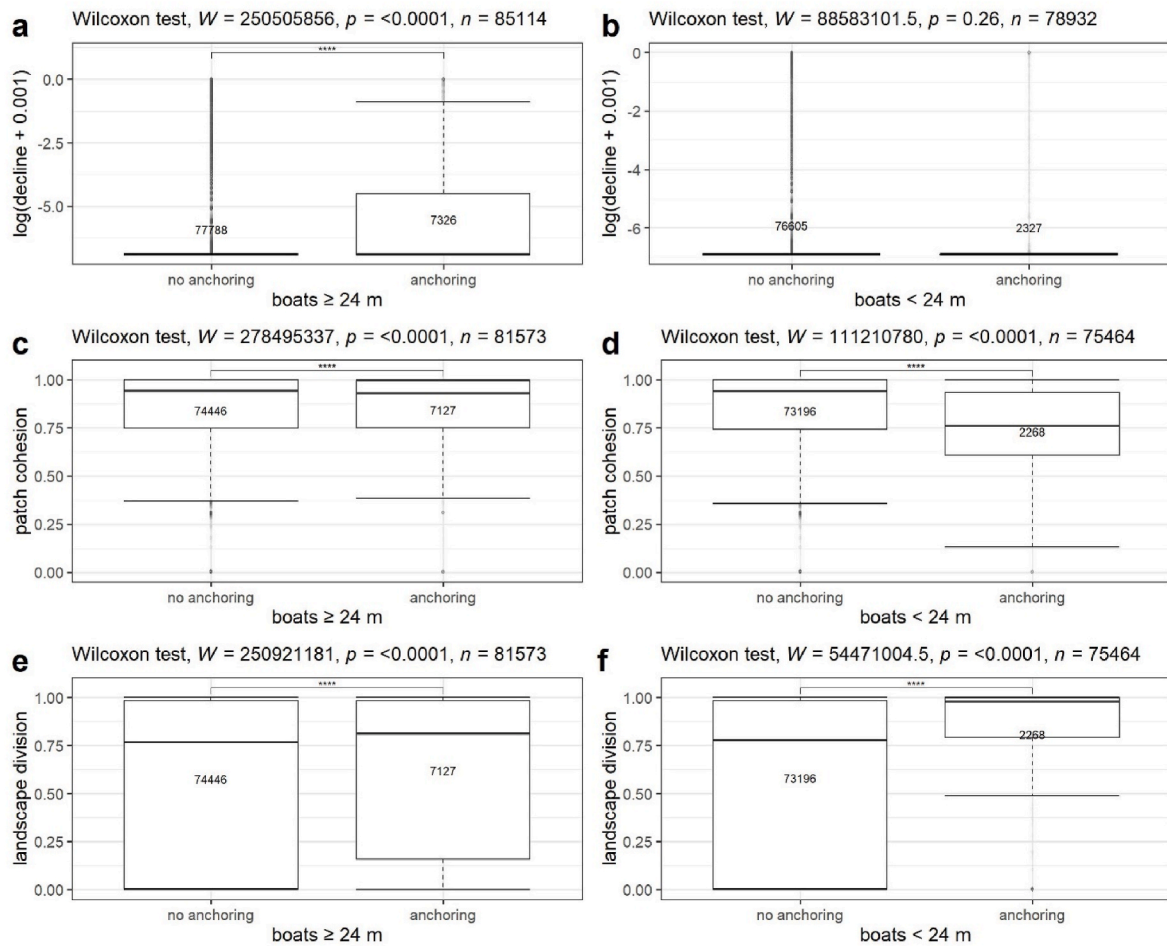 a Wilcoxon test, W = 250505856, p = <0.0001, n = 85114
****
log(decline + 0.001)
0.0
-2.5
-5.0
77788
7326
no anchoring anchoring
boats ≥ 24 m
b Wilcoxon test, W = 88583101.5, p = 0.26, n = 78932
log(decline + 0.001)
0
-2
-4
-6
76605
2327
no anchoring anchoring
boats < 24 m
c Wilcoxon test, W = 278495337, p = <0.0001, n = 81573
****
patch cohesion
1.00
0.75
0.50
0.25
0.00
74446
7127
no anchoring anchoring
boats ≥ 24 m
d Wilcoxon test, W = 111210780, p = <0.0001, n = 75464
****
patch cohesion
1.00
0.75
0.50
0.25
0.00
73196
2268
no anchoring anchoring
boats < 24 m
e Wilcoxon test, W = 250921181, p = <0.0001, n = 81573
****
landscape division
1.00
0.75
0.50
0.25
0.00
74446
7127
no anchoring anchoring
boats ≥ 24 m
f Wilcoxon test, W = 54471004.5, p = <0.0001, n = 75464
****
landscape division
1.00
0.75
0.50
0.25
0.00
73196
2268
no anchoring anchoring
boats < 24 m